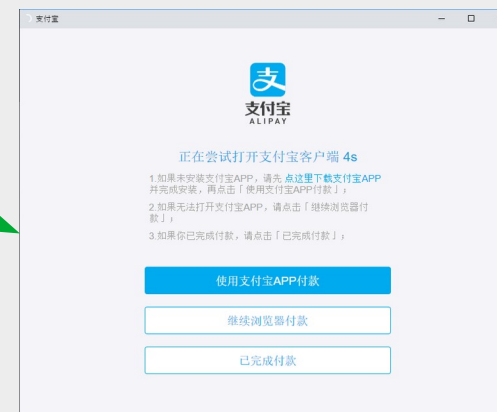 支付宝
支
支付宝
ALIPAY
正在尝试打开支付宝客户端 4s
1.如果未安装支付宝APP，请先 点这里下载支付宝APP
并完成安装，再点击「使用支付宝APP付款」；
2.如果无法打开支付宝APP，请点击「继续浏览器付
款」；
3.如果你已完成付款，请点击「已完成付款」；
使用支付宝APP付款
继续浏览器付款
已完成付款